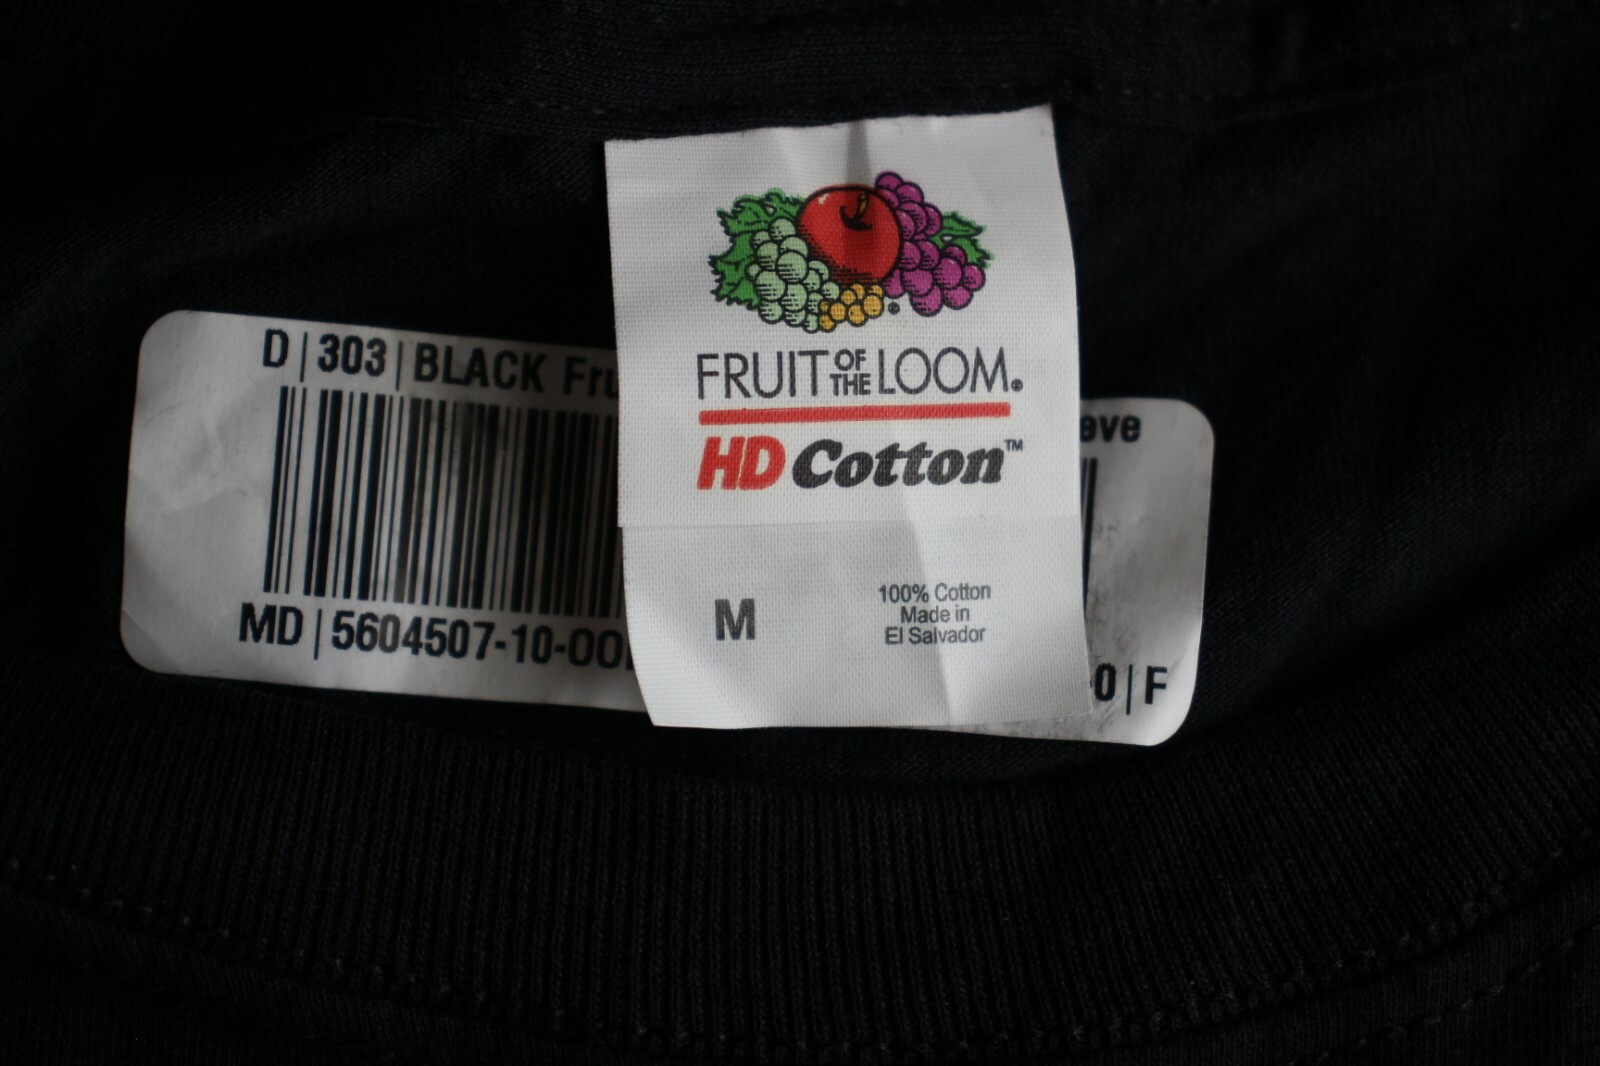 D | 303 | BLACK Fru
MD | 5604507-10-00
eve
0 | F
FRUIT OF THE LOOM®
HD Cotton™
M
100% Cotton
Made in
El Salvador